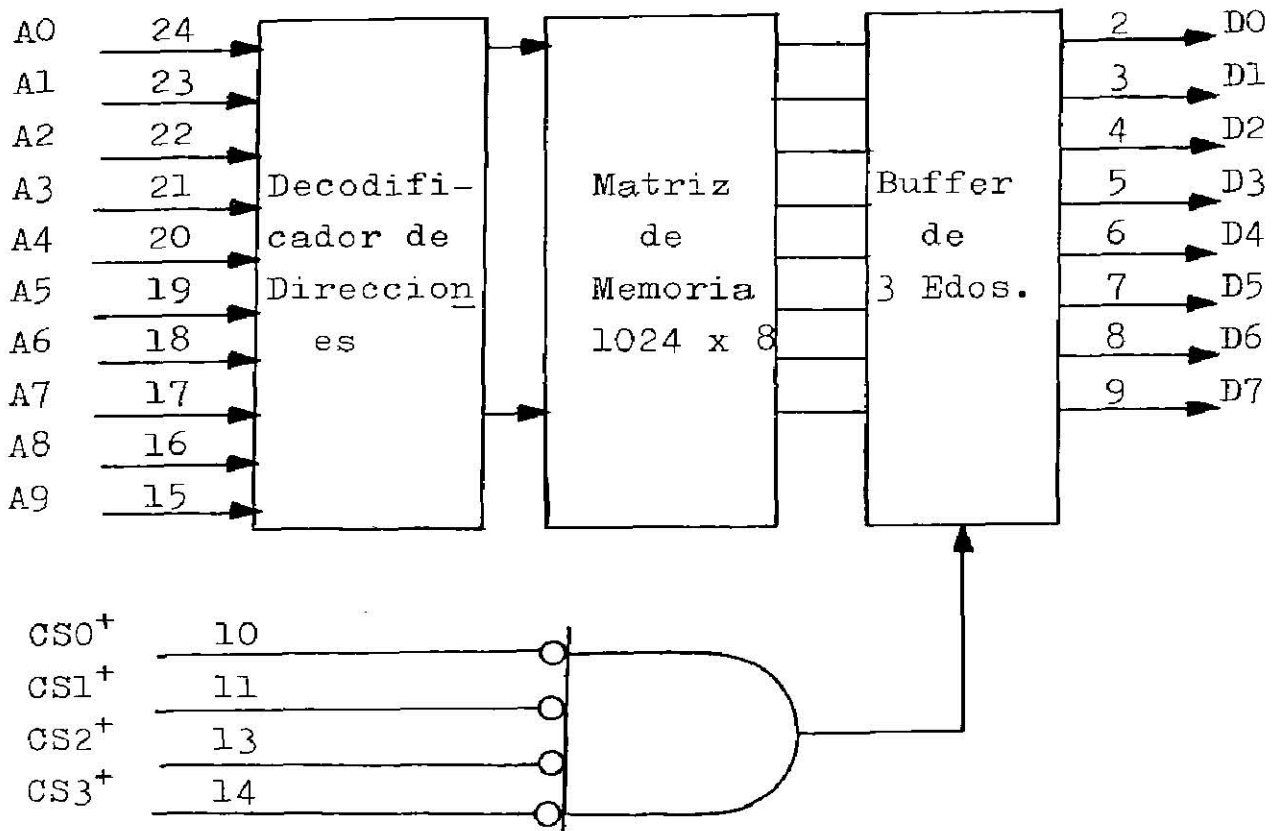 A0 24
A1 23
A2 22
A3 21
A4 20
A5 19
A6 18
A7 17
A8 16
A9 15
Decodifi-
cador de
Direccion
es
Matriz
de
Memoria
1024 x 8
Buffer
de
3 Edos.
2 D0
3 D1
4 D2
5 D3
6 D4
7 D5
8 D6
9 D7
CS0+ 10
CS1+ 11
CS2+ 13
CS3+ 14